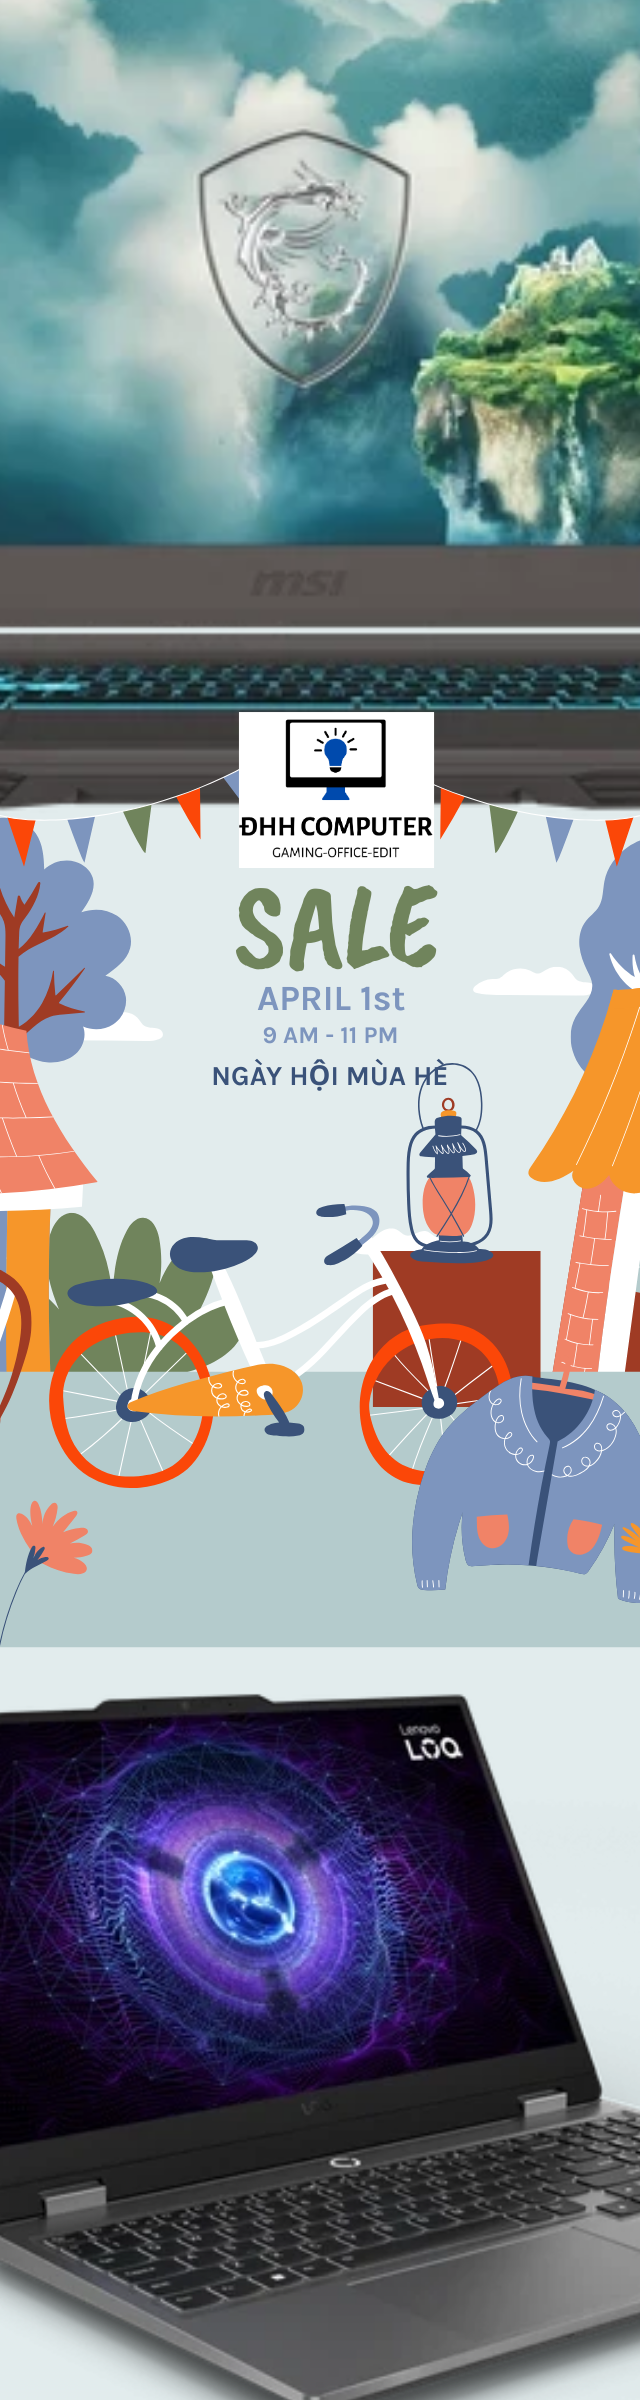 msi
ĐHH COMPUTER
GAMING-OFFICE-EDIT
SALE
APRIL 1st
9 AM - 11 PM
NGÀY HỘI MÙA HÈ
Lenovo
LOQ
LOQ